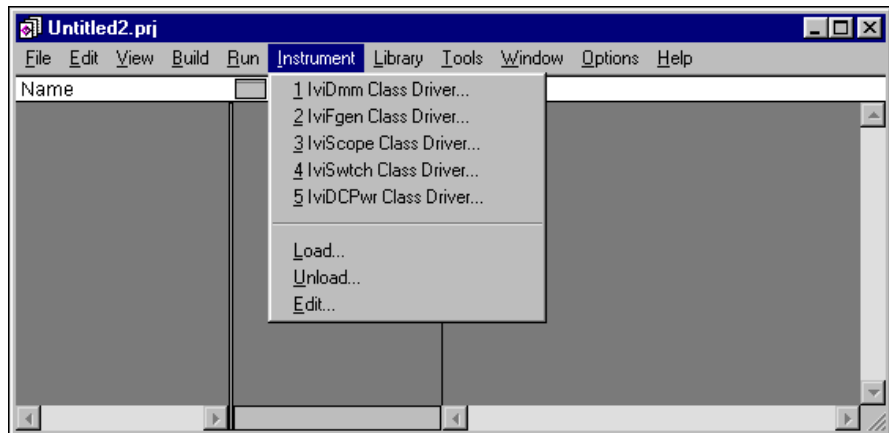 Untitled2.prj
File Edit View Build Run Instrument Library Tools Window Options Help
Name
1 IviDmm Class Driver...
2 IviFgen Class Driver...
3 IviScope Class Driver...
4 IviSwtch Class Driver...
5 IviDCPwr Class Driver...
Load...
Unload...
Edit...